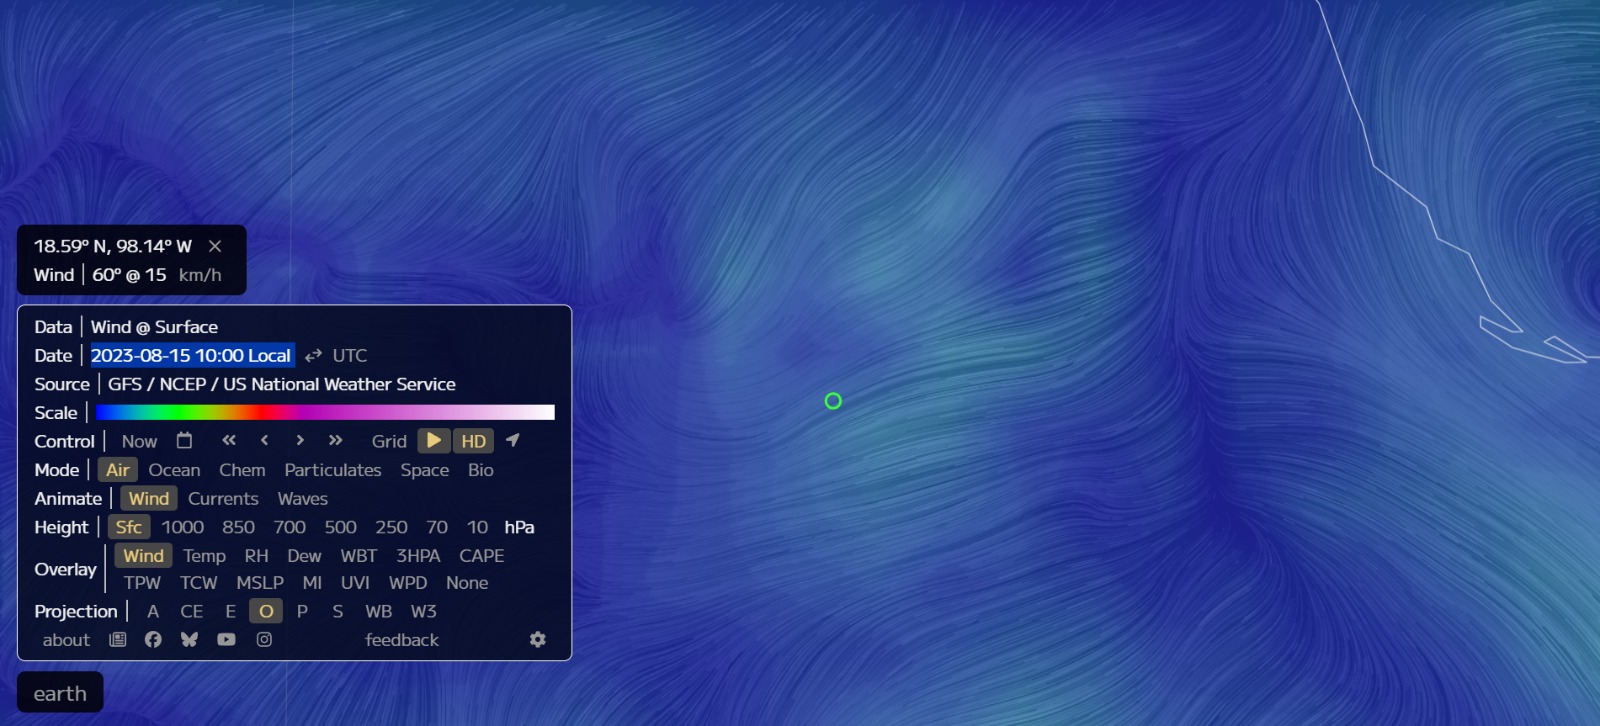 18.59° N, 98.14° W ×
Wind | 60° @ 15 km/h
Data | Wind @ Surface
Date | 2023-08-15 10:00 Local ⇄ UTC
Source | GFS / NCEP / US National Weather Service
Scale
Control | Now « ‹ › » Grid HD
Mode | Air Ocean Chem Particulates Space Bio
Animate | Wind Currents Waves
Height | Sfc 1000 850 700 500 250 70 10 hPa
Overlay | Wind Temp RH Dew WBT 3HPA CAPE
TPW TCW MSLP MI UVI WPD None
Projection | A CE E O P S WB W3
about feedback
earth